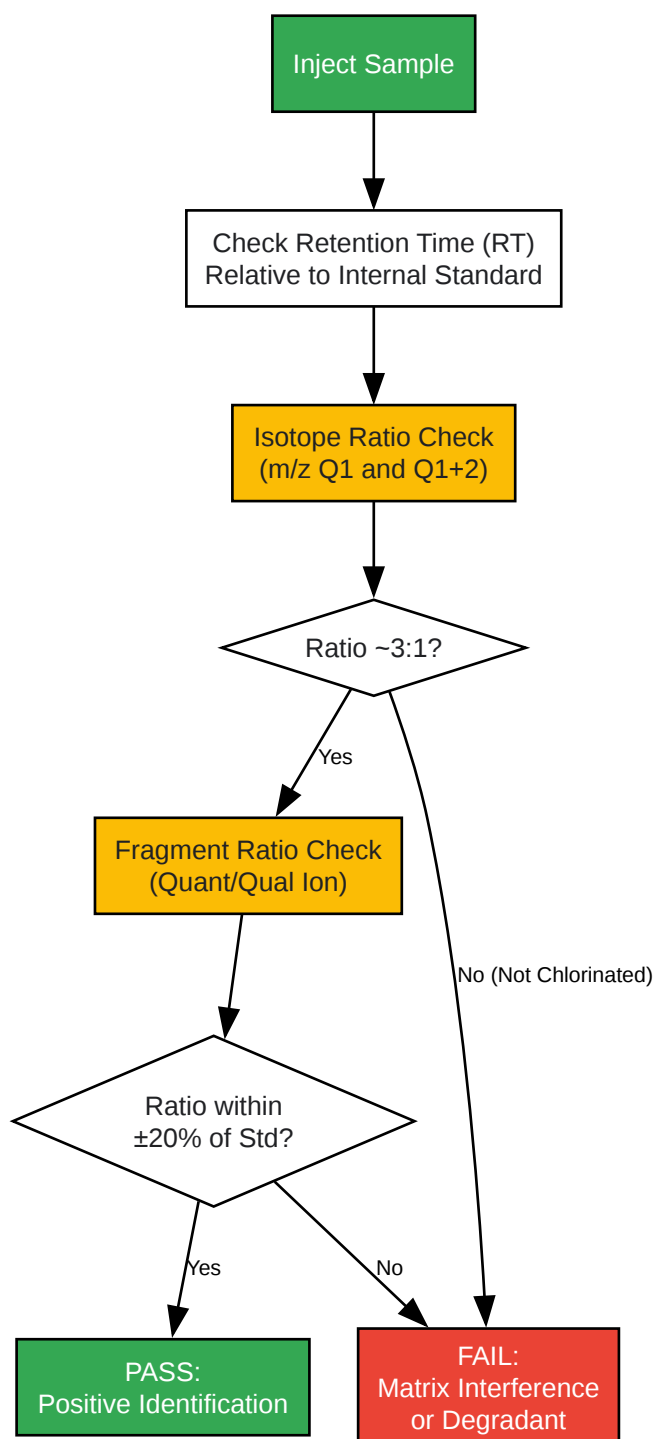 Inject Sample
Check Retention Time (RT)
Relative to Internal Standard
Isotope Ratio Check
(m/z Q1 and Q1+2)
Ratio ~3:1?
Yes
Fragment Ratio Check
(Quant/Qual Ion)
No (Not Chlorinated)
Ratio within
±20% of Std?
Yes
No
PASS:
Positive Identification
FAIL:
Matrix Interference
or Degradant